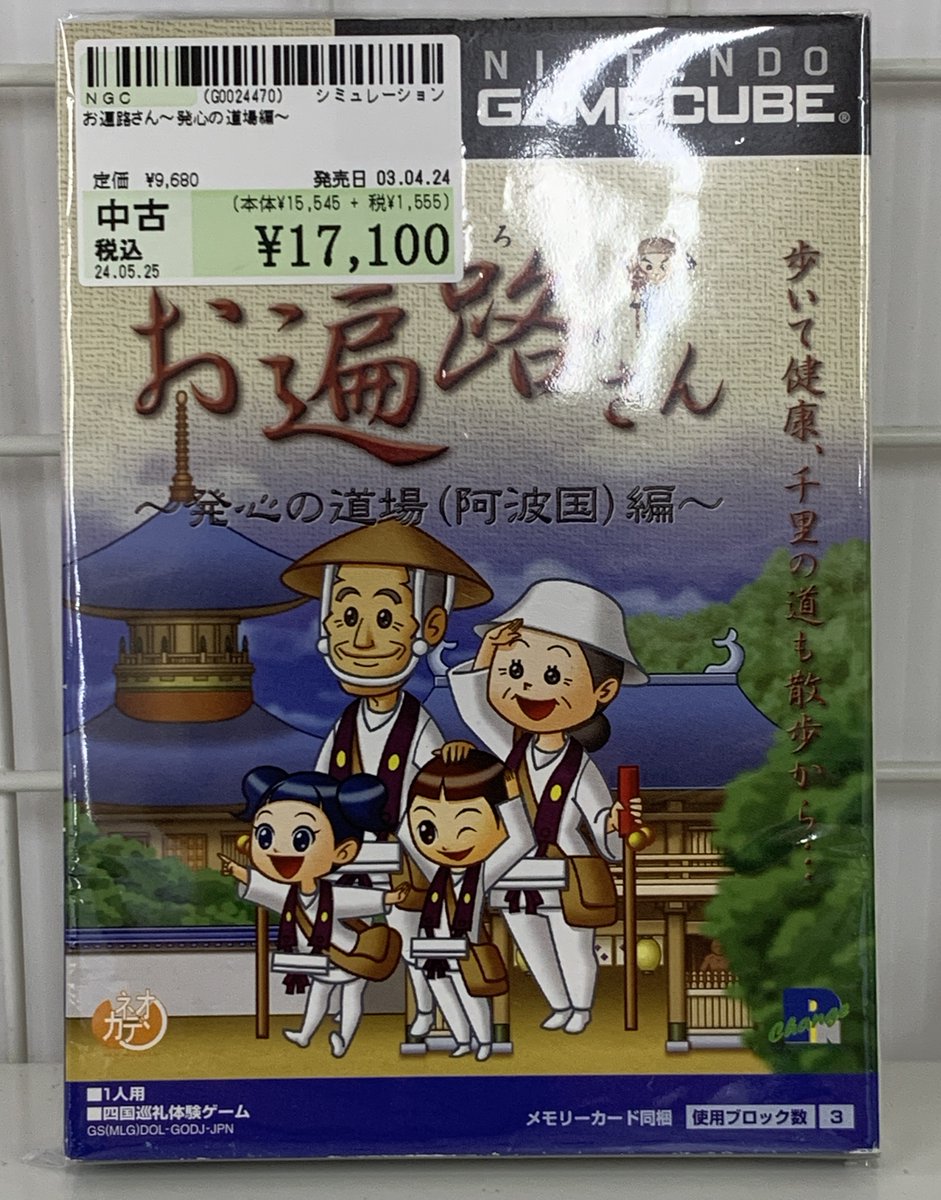 NGC (G0024470) シミュレーション
お遍路さん～発心の道場編～
定価 ¥9,680 発売日 03.04.24
中古 (本体¥15,545 + 税¥1,555)
税込 ¥17,100
24.05.25
NINTENDO
GAMECUBE®
ろ
お遍路さん
～発心の道場(阿波国)編～
歩いて健康、千里の道も散歩から…
ネオ
カデン
Change
PIN
■1人用
■四国巡礼体験ゲーム
GS(MLG)DOL-GODJ-JPN
メモリーカード同梱 使用ブロック数 3